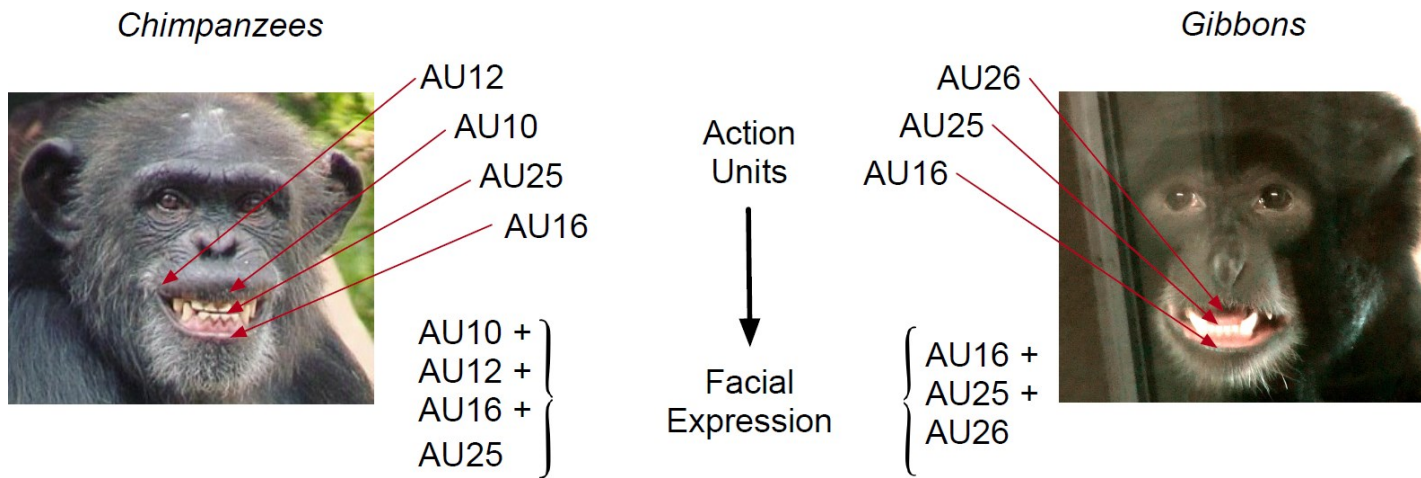 Chimpanzees
Gibbons
AU12
AU10
AU25
AU16
Action
Units
AU26
AU25
AU16
AU10 +
AU12 +
AU16 +
AU25
Facial
Expression
AU16 +
AU25 +
AU26